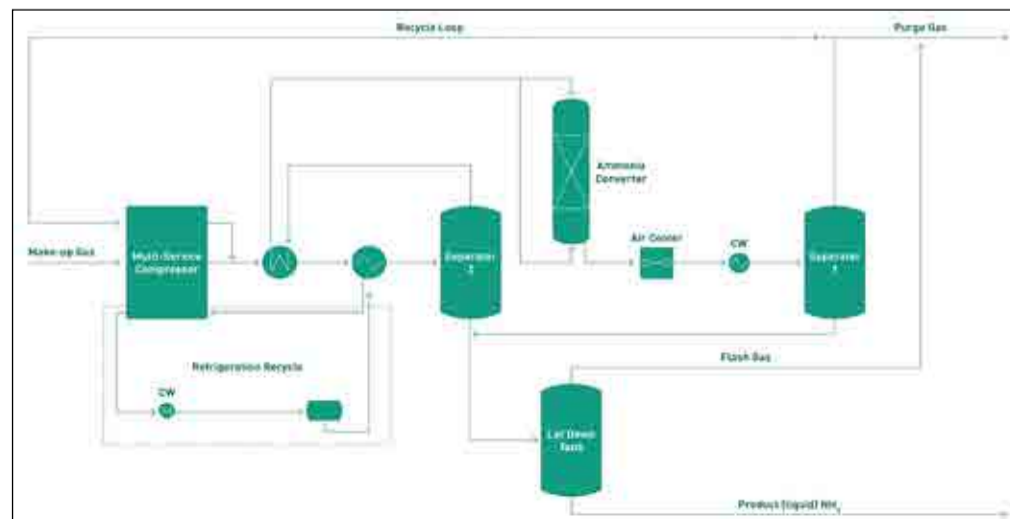 Recycle Loop
Purge Gas
Ammonia
Converter
Make-up Gas
Multi-Service
Compressor
Separator
2
Air Cooler
CW
Separator
1
Refrigeration Recycle
CW
Flash Gas
Let Down
Tank
Product (liquid) NH3